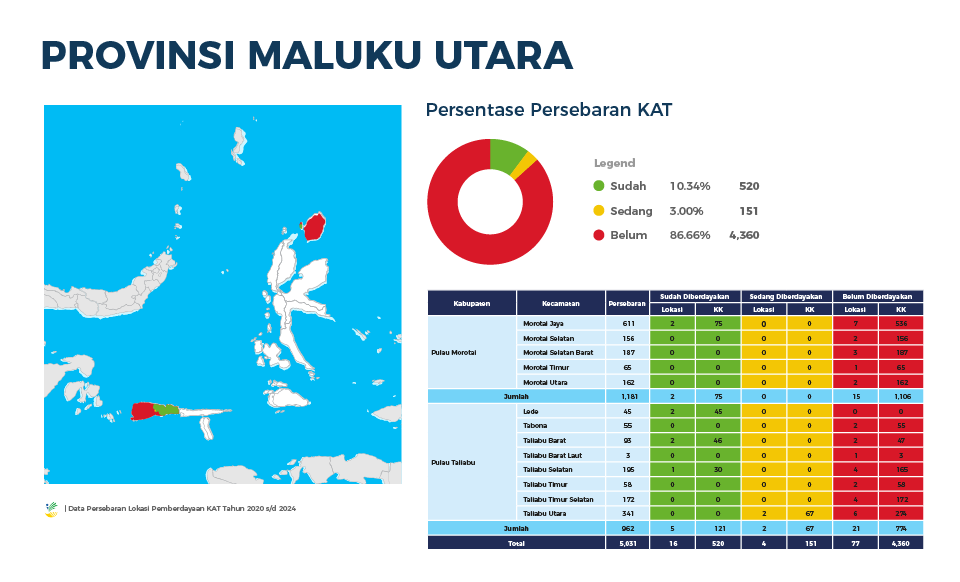 PROVINSI MALUKU UTARA
Persentase Persebaran KAT
Legend
Sudah 10.34% 520
Sedang 3.00% 151
Belum 86.66% 4,360
Kabupaten Kecamatan Persebaran Sudah Diberdayakan Sedang Diberdayakan Belum Diberdayakan
Lokasi KK Lokasi KK Lokasi KK
Pulau Morotai
Morotai Jaya 611 2 75 0 0 7 536
Morotai Selatan 156 0 0 0 0 2 156
Morotai Selatan Barat 187 0 0 0 0 3 187
Morotai Timur 65 0 0 0 0 1 65
Morotai Utara 162 0 0 0 0 2 162
Jumlah 1,181 2 75 0 0 15 1,106
Pulau Taliabu
Lede 45 2 45 0 0 0 0
Tabona 55 0 0 0 0 2 55
Taliabu Barat 93 2 46 0 0 2 47
Taliabu Barat Laut 3 0 0 0 0 1 3
Taliabu Selatan 195 1 30 0 0 4 165
Taliabu Timur 58 0 0 0 0 2 58
Taliabu Timur Selatan 172 0 0 0 0 4 172
Taliabu Utara 341 0 0 2 67 6 274
Jumlah 962 5 121 2 67 21 774
Total 5,031 16 520 4 151 77 4,360
| Data Persebaran Lokasi Pemberdayaan KAT Tahun 2020 s/d 2024